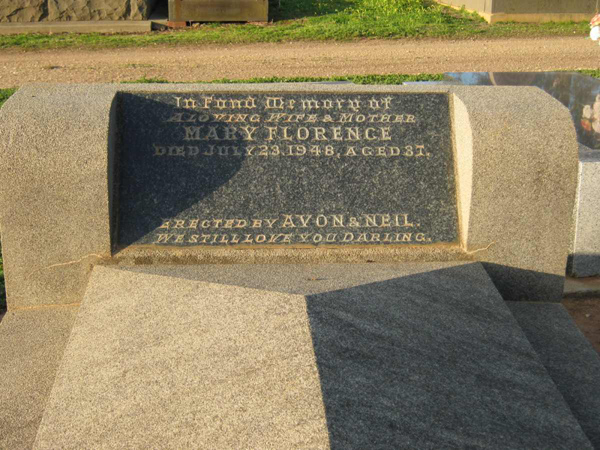 In Fond Memory of
A LOVING WIFE & MOTHER
MARY FLORENCE
DIED JULY 23. 1948, AGED 37.
ERECTED BY AVON & NEIL.
WE STILL LOVE YOU DARLING.